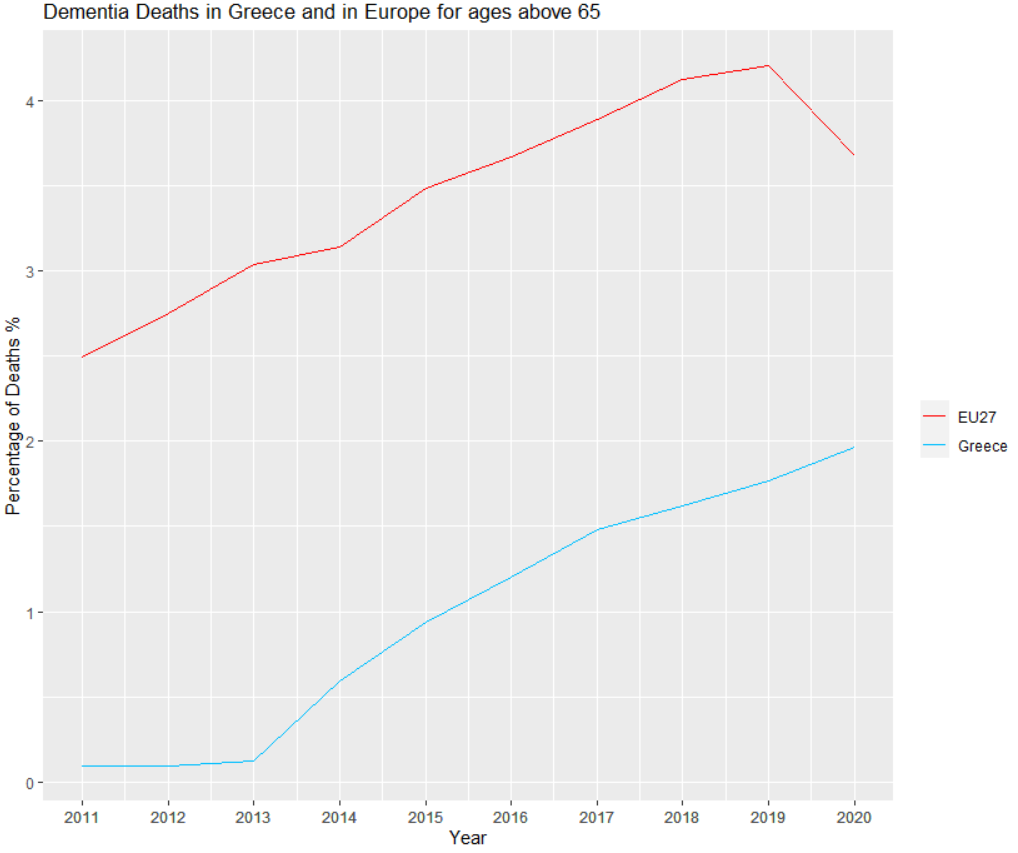 Dementia Deaths in Greece and in Europe for ages above 65
Percentage of Deaths %
4
3
2
1
0
2011 2012 2013 2014 2015 2016 2017 2018 2019 2020
Year
EU27
Greece